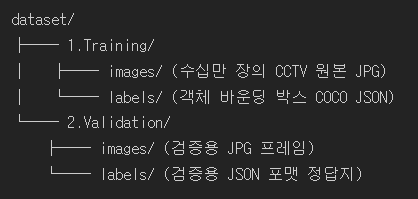 dataset/
├── 1.Training/
│   ├── images/ (수십만 장의 CCTV 원본 JPG)
│   └── labels/ (객체 바운딩 박스 COCO JSON)
└── 2.Validation/
    ├── images/ (검증용 JPG 프레임)
    └── labels/ (검증용 JSON 포맷 정답지)